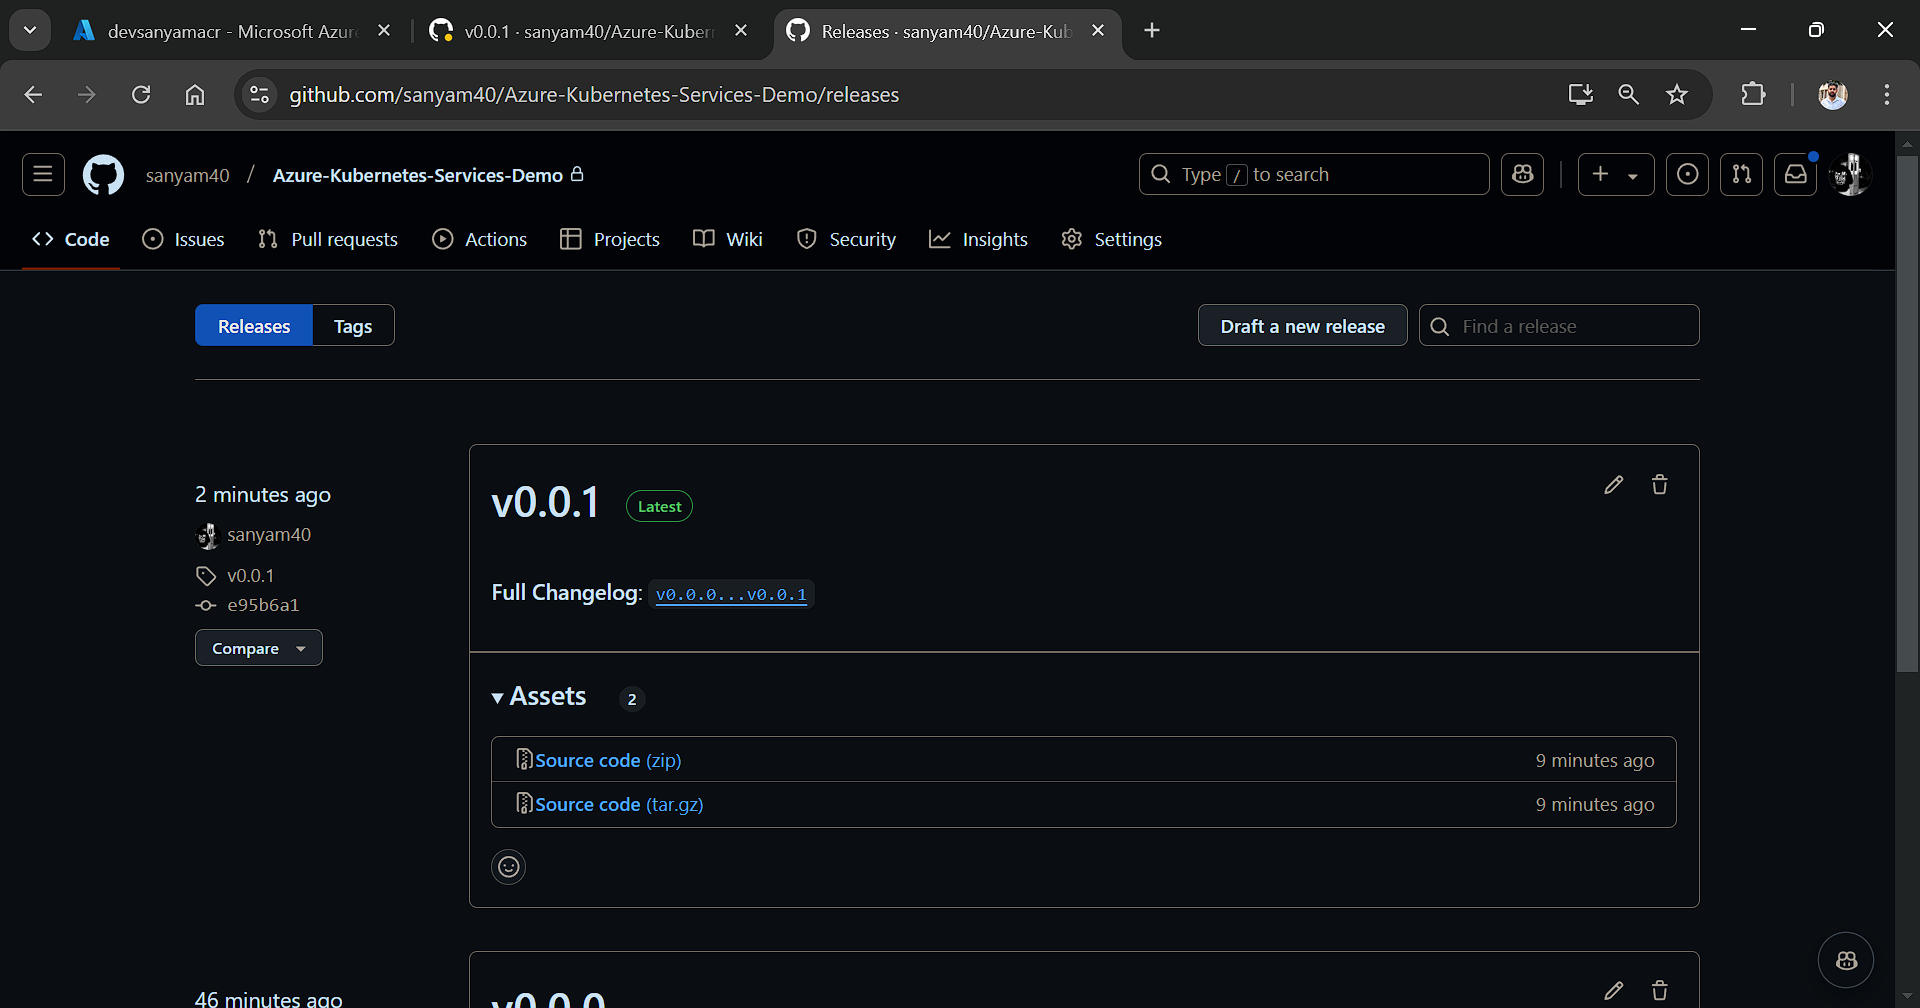 devsanyamacr - Microsoft Azur
v0.0.1 · sanyam40/Azure-Kuber
Releases · sanyam40/Azure-Kub
github.com/sanyam40/Azure-Kubernetes-Services-Demo/releases
sanyam40 / Azure-Kubernetes-Services-Demo
Type / to search
Code
Issues
Pull requests
Actions
Projects
Wiki
Security
Insights
Settings
Releases
Tags
Draft a new release
Find a release
2 minutes ago
sanyam40
v0.0.1
e95b6a1
Compare
v0.0.1
Latest
Full Changelog: v0.0.0...v0.0.1
Assets 2
Source code (zip) 9 minutes ago
Source code (tar.gz) 9 minutes ago
46 minutes ago
v0.0.0